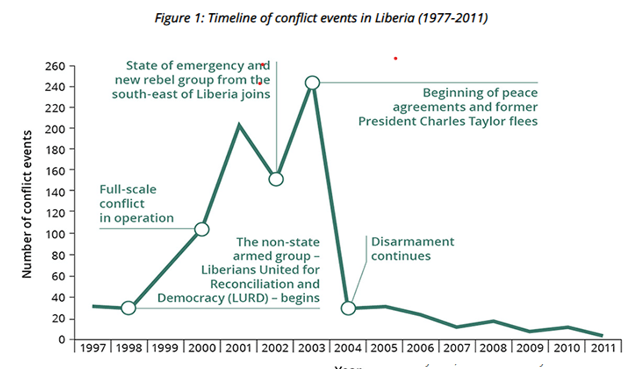 Figure 1: Timeline of conflict events in Liberia (1977-2011)
Number of conflict events
260
240
220
200
180
160
140
120
100
80
60
40
20
0
State of emergency and
new rebel group from the
south-east of Liberia joins
Beginning of peace
agreements and former
President Charles Taylor flees
Full-scale
conflict
in operation
The non-state
armed group –
Liberians United for
Reconciliation and
Democracy (LURD) – begins
Disarmament
continues
1997 1998 1999 2000 2001 2002 2003 2004 2005 2006 2007 2008 2009 2010 2011